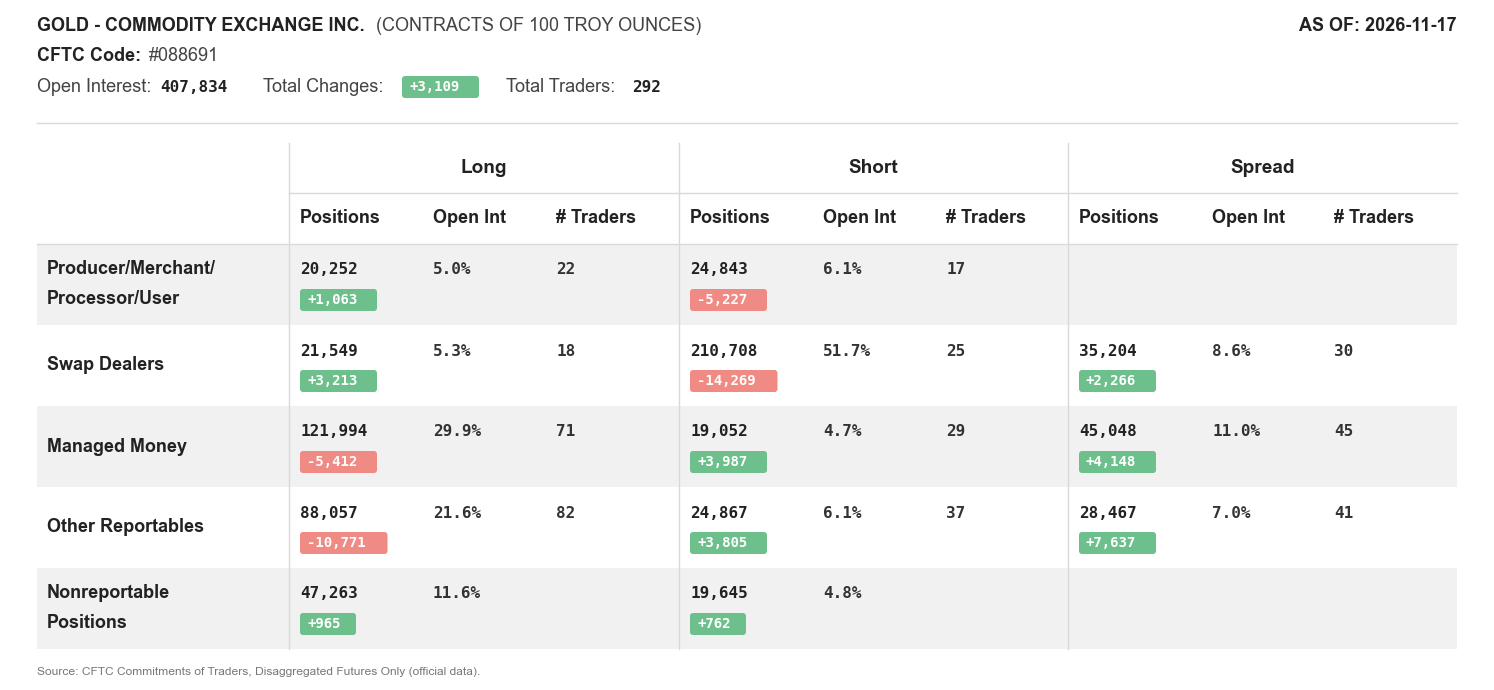 GOLD - COMMODITY EXCHANGE INC. (CONTRACTS OF 100 TROY OUNCES) AS OF: 2026-11-17
CFTC Code: #088691
Open Interest: 407,834 Total Changes: +3,109 Total Traders: 292
Long Short Spread
Positions Open Int # Traders Positions Open Int # Traders Positions Open Int # Traders
Producer/Merchant/ 20,252 5.0% 22 24,843 6.1% 17
Processor/User +1,063 -5,227
Swap Dealers 21,549 5.3% 18 210,708 51.7% 25 35,204 8.6% 30
+3,213 -14,269 +2,266
Managed Money 121,994 29.9% 71 19,052 4.7% 29 45,048 11.0% 45
-5,412 +3,987 +4,148
Other Reportables 88,057 21.6% 82 24,867 6.1% 37 28,467 7.0% 41
-10,771 +3,805 +7,637
Nonreportable 47,263 11.6% 19,645 4.8%
Positions +965 +762
Source: CFTC Commitments of Traders, Disaggregated Futures Only (official data).